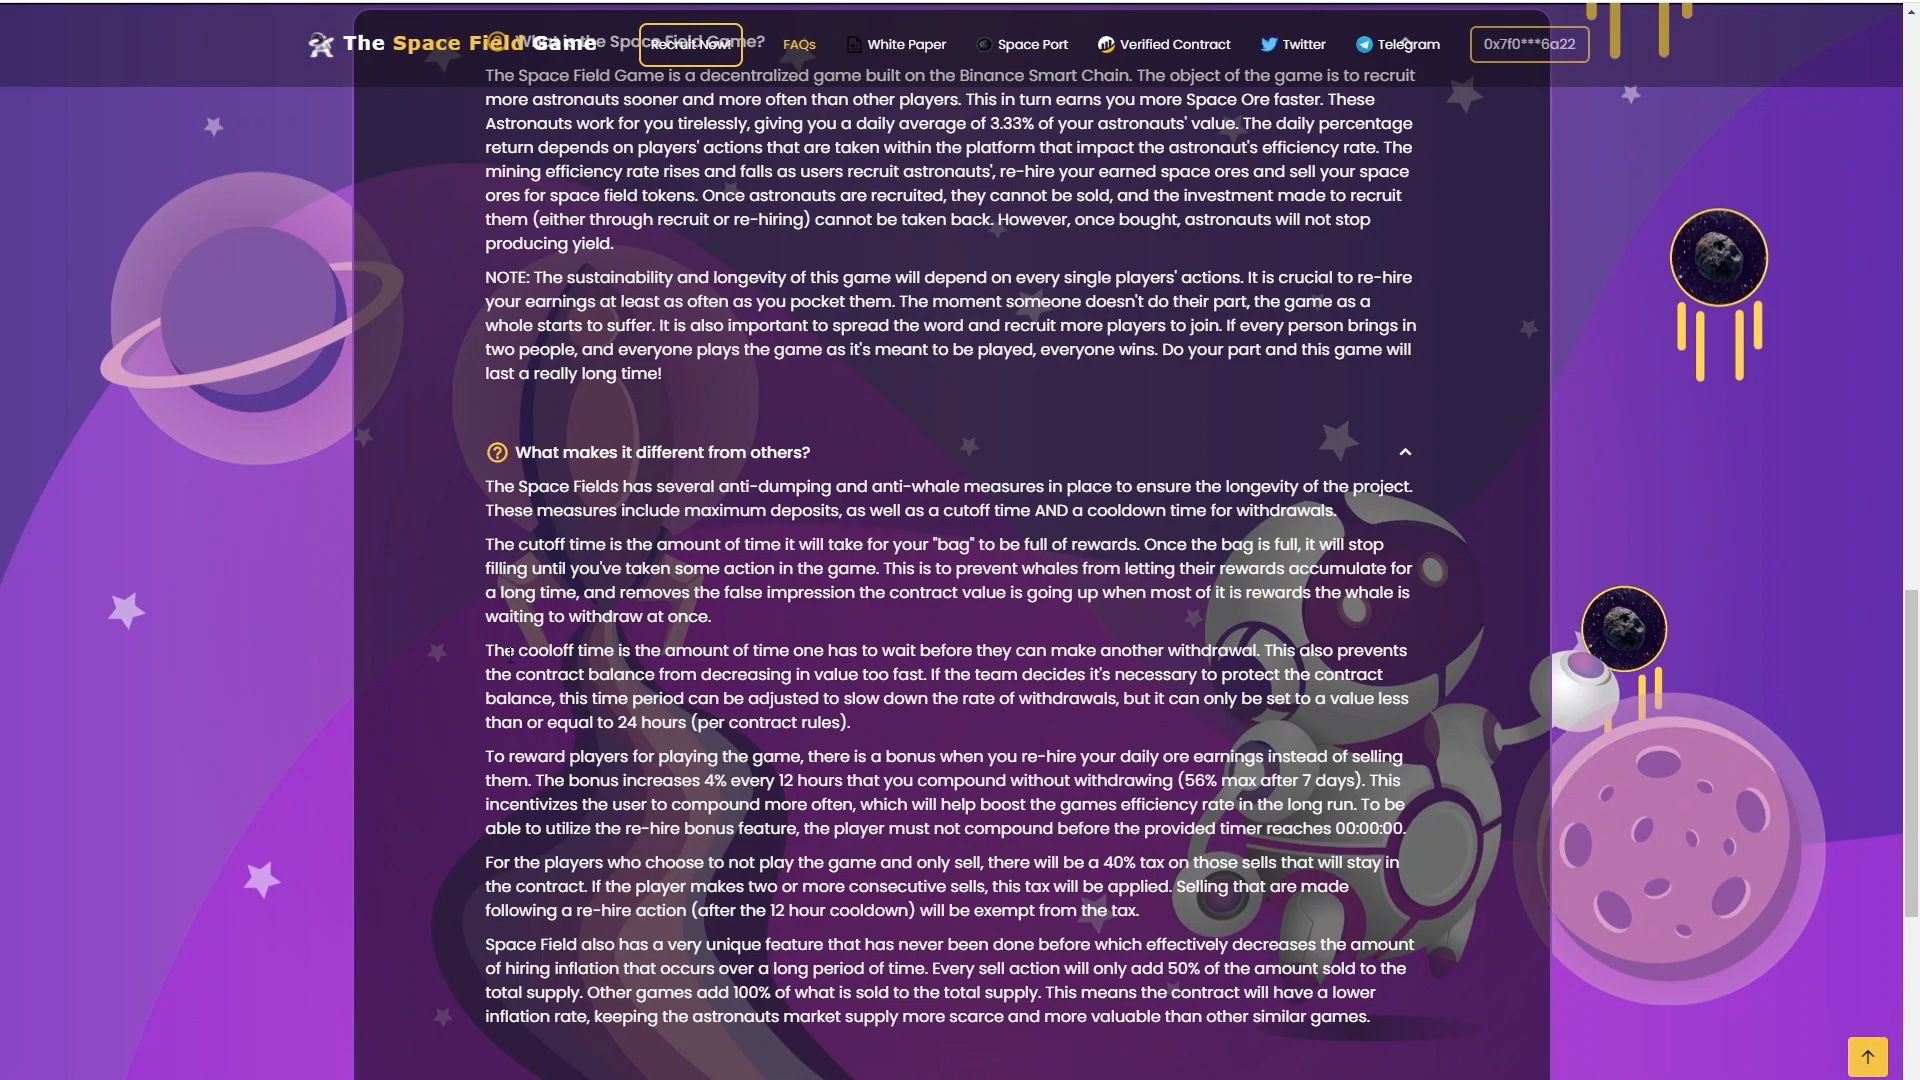 The Space Field Game
Recruit Now!
FAQs
White Paper
Space Port
Verified Contract
Twitter
Telegram
0x7f0***6a22
What is the Space Field Game?
The Space Field Game is a decentralized game built on the Binance Smart Chain. The object of the game is to recruit
more astronauts sooner and more often than other players. This in turn earns you more Space Ore faster. These
Astronauts work for you tirelessly, giving you a daily average of 3.33% of your astronauts' value. The daily percentage
return depends on players' actions that are taken within the platform that impact the astronaut's efficiency rate. The
mining efficiency rate rises and falls as users recruit astronauts', re-hire your earned space ores and sell your space
ores for space field tokens. Once astronauts are recruited, they cannot be sold, and the investment made to recruit
them (either through recruit or re-hiring) cannot be taken back. However, once bought, astronauts will not stop
producing yield.
NOTE: The sustainability and longevity of this game will depend on every single players' actions. It is crucial to re-hire
your earnings at least as often as you pocket them. The moment someone doesn't do their part, the game as a
whole starts to suffer. It is also important to spread the word and recruit more players to join. If every person brings in
two people, and everyone plays the game as it's meant to be played, everyone wins. Do your part and this game will
last a really long time!
What makes it different from others?
The Space Fields has several anti-dumping and anti-whale measures in place to ensure the longevity of the project.
These measures include maximum deposits, as well as a cutoff time AND a cooldown time for withdrawals.
The cutoff time is the amount of time it will take for your "bag" to be full of rewards. Once the bag is full, it will stop
filling until you've taken some action in the game. This is to prevent whales from letting their rewards accumulate for
a long time, and removes the false impression the contract value is going up when most of it is rewards the whale is
waiting to withdraw at once.
The cooloff time is the amount of time one has to wait before they can make another withdrawal. This also prevents
the contract balance from decreasing in value too fast. If the team decides it's necessary to protect the contract
balance, this time period can be adjusted to slow down the rate of withdrawals, but it can only be set to a value less
than or equal to 24 hours (per contract rules).
To reward players for playing the game, there is a bonus when you re-hire your daily ore earnings instead of selling
them. The bonus increases 4% every 12 hours that you compound without withdrawing (56% max after 7 days). This
incentivizes the user to compound more often, which will help boost the games efficiency rate in the long run. To be
able to utilize the re-hire bonus feature, the player must not compound before the provided timer reaches 00:00:00.
For the players who choose to not play the game and only sell, there will be a 40% tax on those sells that will stay in
the contract. If the player makes two or more consecutive sells, this tax will be applied. Selling that are made
following a re-hire action (after the 12 hour cooldown) will be exempt from the tax.
Space Field also has a very unique feature that has never been done before which effectively decreases the amount
of hiring inflation that occurs over a long period of time. Every sell action will only add 50% of the amount sold to the
total supply. Other games add 100% of what is sold to the total supply. This means the contract will have a lower
inflation rate, keeping the astronauts market supply more scarce and more valuable than other similar games.